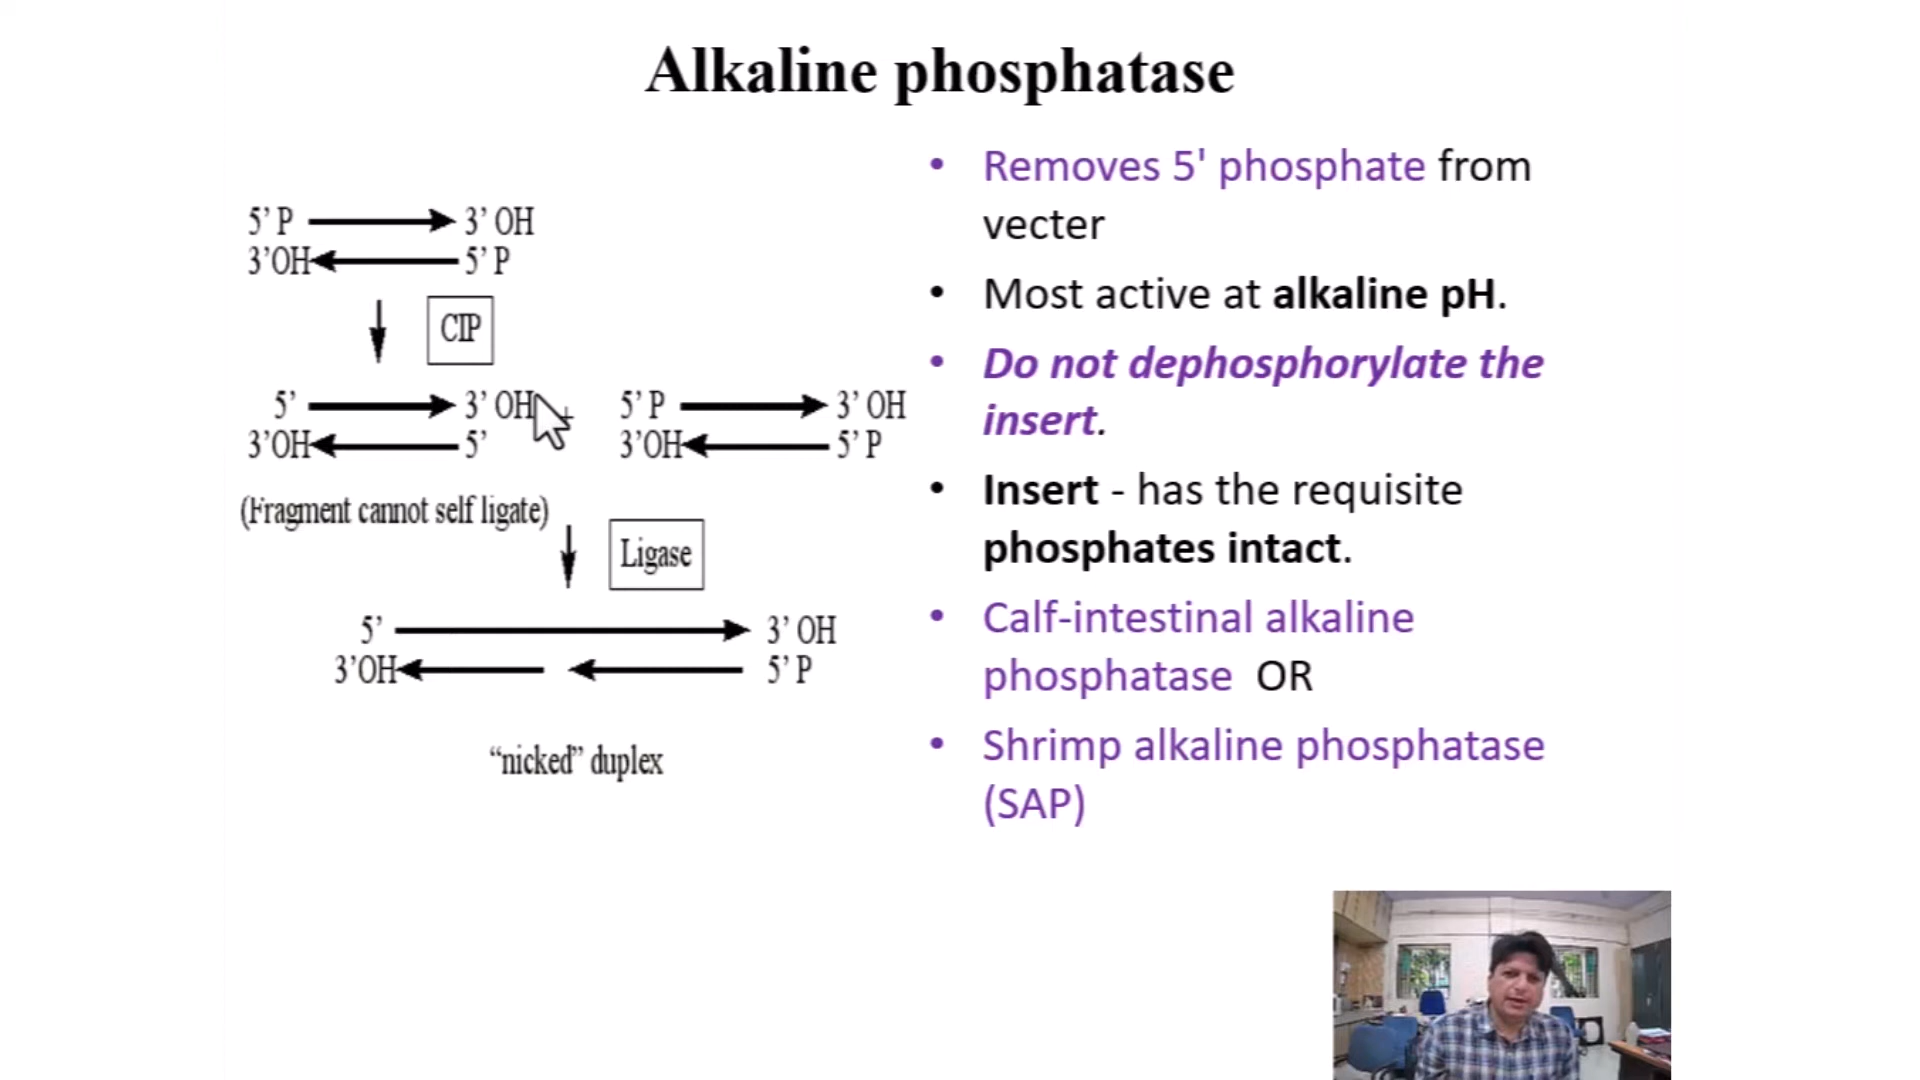 Alkaline phosphatase
5’ P 3’ OH
3’OH 5’ P
CIP
5’ 3’ OH + 5’ P 3’ OH
3’OH 5’ 3’OH 5’ P
(Fragment cannot self ligate)
Ligase
5’ 3’ OH
3’OH 5’ P
“nicked” duplex
• Removes 5' phosphate from
vecter
• Most active at alkaline pH.
• Do not dephosphorylate the
insert.
• Insert - has the requisite
phosphates intact.
• Calf-intestinal alkaline
phosphatase OR
• Shrimp alkaline phosphatase
(SAP)